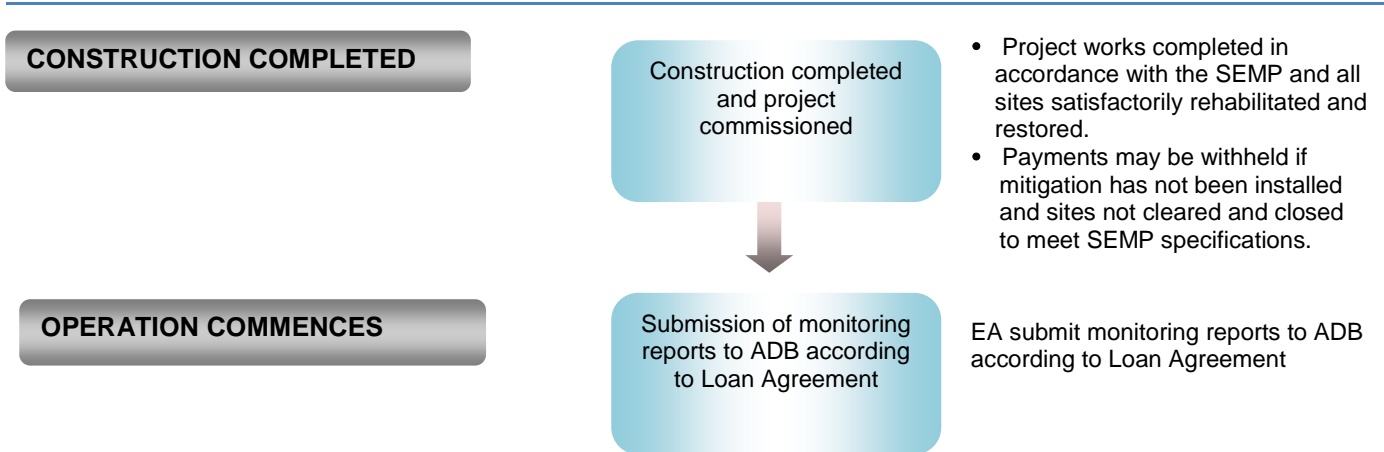 CONSTRUCTION COMPLETED
Construction completed
and project
commissioned
• Project works completed in
accordance with the SEMP and all
sites satisfactorily rehabilitated and
restored.
• Payments may be withheld if
mitigation has not been installed
and sites not cleared and closed
to meet SEMP specifications.
OPERATION COMMENCES
Submission of monitoring
reports to ADB according
to Loan Agreement
EA submit monitoring reports to ADB
according to Loan Agreement